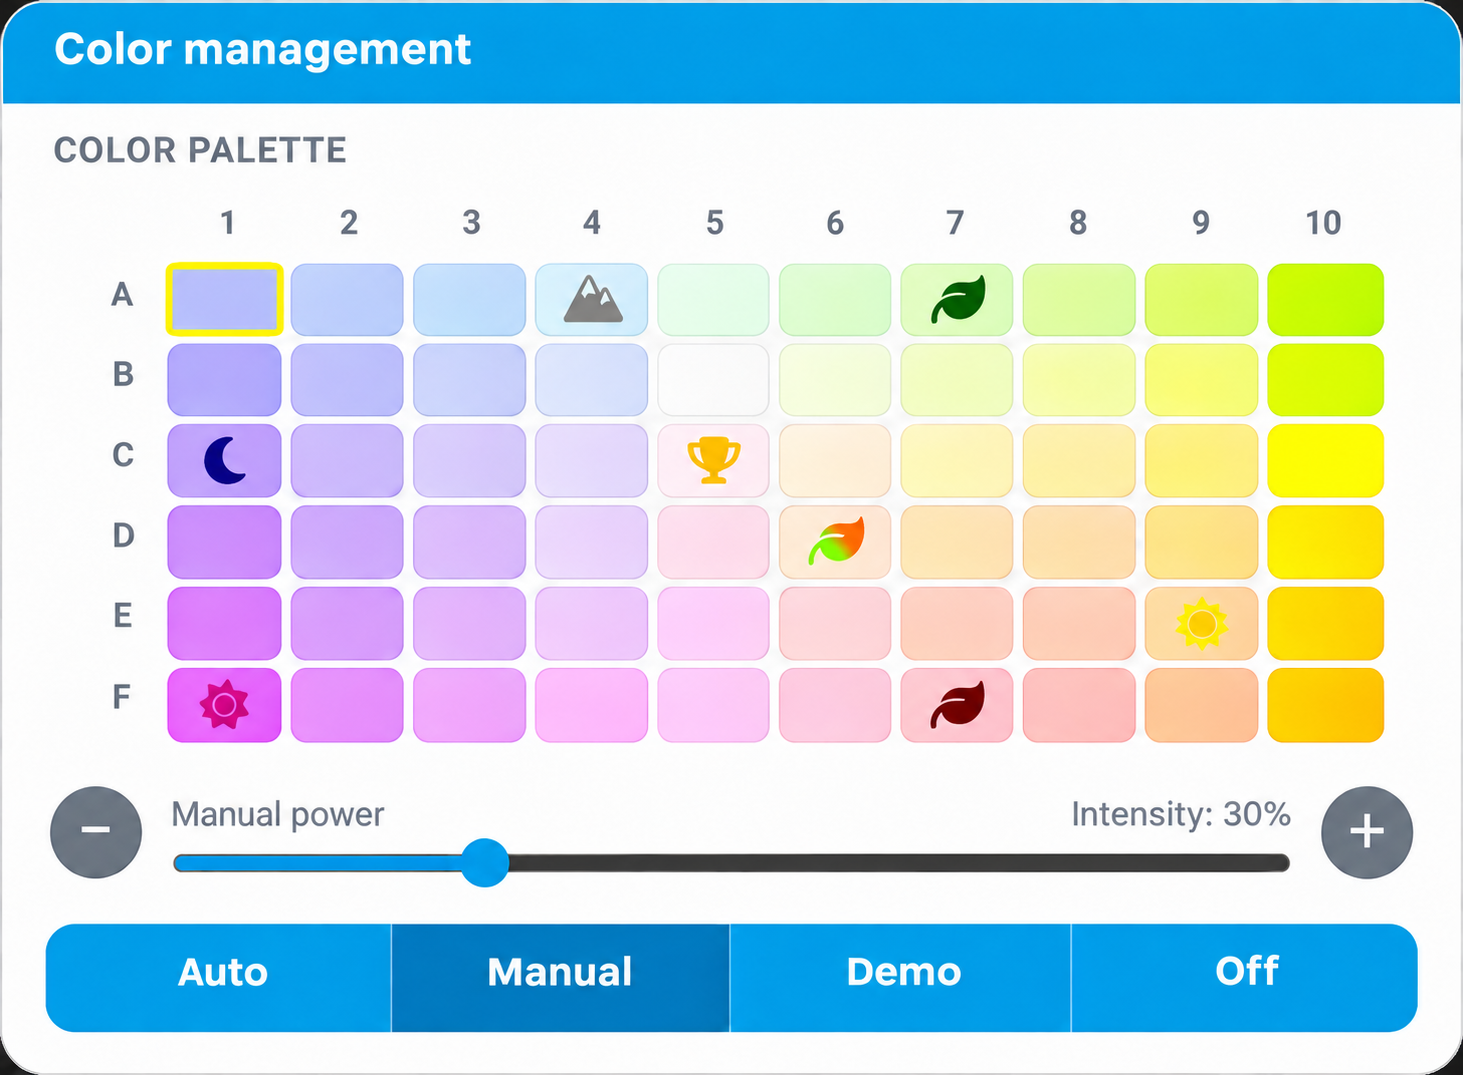 Color management
COLOR PALETTE
1 2 3 4 5 6 7 8 9 10
A
B
C
D
E
F
Manual power Intensity: 30%
− +
Auto Manual Demo Off